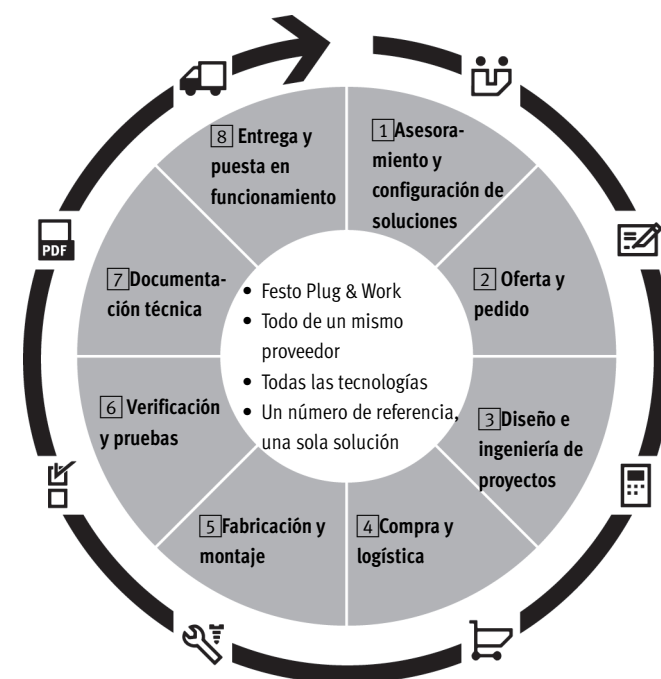 1 Asesora-
miento y
configuración de
soluciones
2 Oferta y
pedido
3 Diseño e
ingeniería de
proyectos
4 Compra y
logística
5 Fabricación y
montaje
6 Verificación
y pruebas
7 Documenta-
ción técnica
8 Entrega y
puesta en
funcionamiento
• Festo Plug & Work
• Todo de un mismo
proveedor
• Todas las tecnologías
• Un número de referencia,
una sola solución
PDF